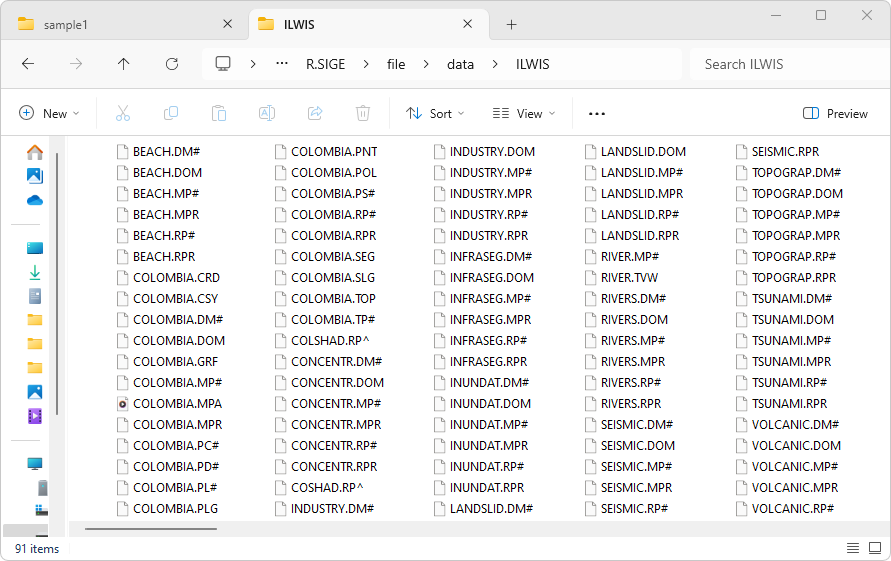 sample1
ILWIS
R.SIGE
file
data
ILWIS
Search ILWIS
New
Sort
View
Preview
BEACH.DM#
BEACH.DOM
BEACH.MP#
BEACH.MPR
BEACH.RP#
BEACH.RPR
COLOMBIA.CRD
COLOMBIA.CSY
COLOMBIA.DM#
COLOMBIA.DOM
COLOMBIA.GRF
COLOMBIA.MP#
COLOMBIA.MPA
COLOMBIA.MPR
COLOMBIA.PC#
COLOMBIA.PD#
COLOMBIA.PL#
COLOMBIA.PLG
COLOMBIA.PNT
COLOMBIA.POL
COLOMBIA.PS#
COLOMBIA.RP#
COLOMBIA.RPR
COLOMBIA.SEG
COLOMBIA.SLG
COLOMBIA.TOP
COLOMBIA.TP#
COLSHAD.RP^
CONCENTR.DM#
CONCENTR.DOM
CONCENTR.MP#
CONCENTR.MPR
CONCENTR.RP#
CONCENTR.RPR
COSHAD.RP^
INDUSTRY.DM#
INDUSTRY.DOM
INDUSTRY.MP#
INDUSTRY.MPR
INDUSTRY.RP#
INDUSTRY.RPR
INFRASEG.DM#
INFRASEG.DOM
INFRASEG.MP#
INFRASEG.MPR
INFRASEG.RP#
INFRASEG.RPR
INUNDAT.DM#
INUNDAT.DOM
INUNDAT.MP#
INUNDAT.MPR
INUNDAT.RP#
INUNDAT.RPR
LANDSLID.DM#
LANDSLID.DOM
LANDSLID.MP#
LANDSLID.MPR
LANDSLID.RP#
LANDSLID.RPR
RIVER.MP#
RIVER.TVW
RIVERS.DM#
RIVERS.DOM
RIVERS.MP#
RIVERS.MPR
RIVERS.RP#
RIVERS.RPR
SEISMIC.DM#
SEISMIC.DOM
SEISMIC.MP#
SEISMIC.MPR
SEISMIC.RP#
SEISMIC.RPR
TOPOGRAP.DM#
TOPOGRAP.DOM
TOPOGRAP.MP#
TOPOGRAP.MPR
TOPOGRAP.RP#
TOPOGRAP.RPR
TSUNAMI.DM#
TSUNAMI.DOM
TSUNAMI.MP#
TSUNAMI.MPR
TSUNAMI.RP#
TSUNAMI.RPR
VOLCANIC.DM#
VOLCANIC.DOM
VOLCANIC.MP#
VOLCANIC.MPR
VOLCANIC.RP#
91 items